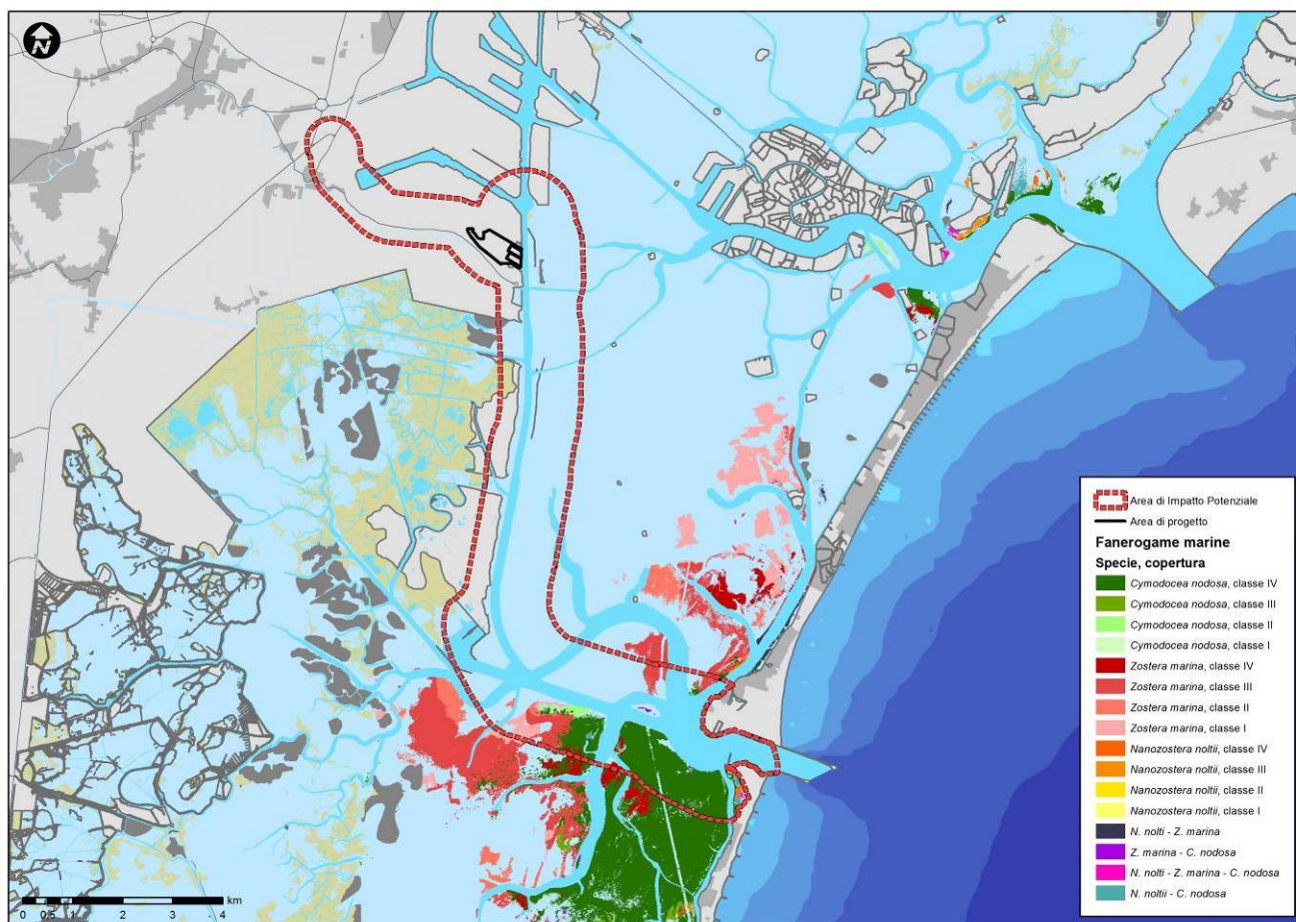 N
Area di Impatto Potenziale
Area di progetto
Fanerogame marine
Specie, copertura
Cymodocea nodosa, classe IV
Cymodocea nodosa, classe III
Cymodocea nodosa, classe II
Cymodocea nodosa, classe I
Zostera marina, classe IV
Zostera marina, classe III
Zostera marina, classe II
Zostera marina, classe I
Nanozostera noltii, classe IV
Nanozostera noltii, classe III
Nanozostera noltii, classe II
Nanozostera noltii, classe I
N. nolti - Z. marina
Z. marina - C. nodosa
N. nolti - Z. marina - C. nodosa
N. noltii - C. nodosa
km
0 0,5 1 2 3 4